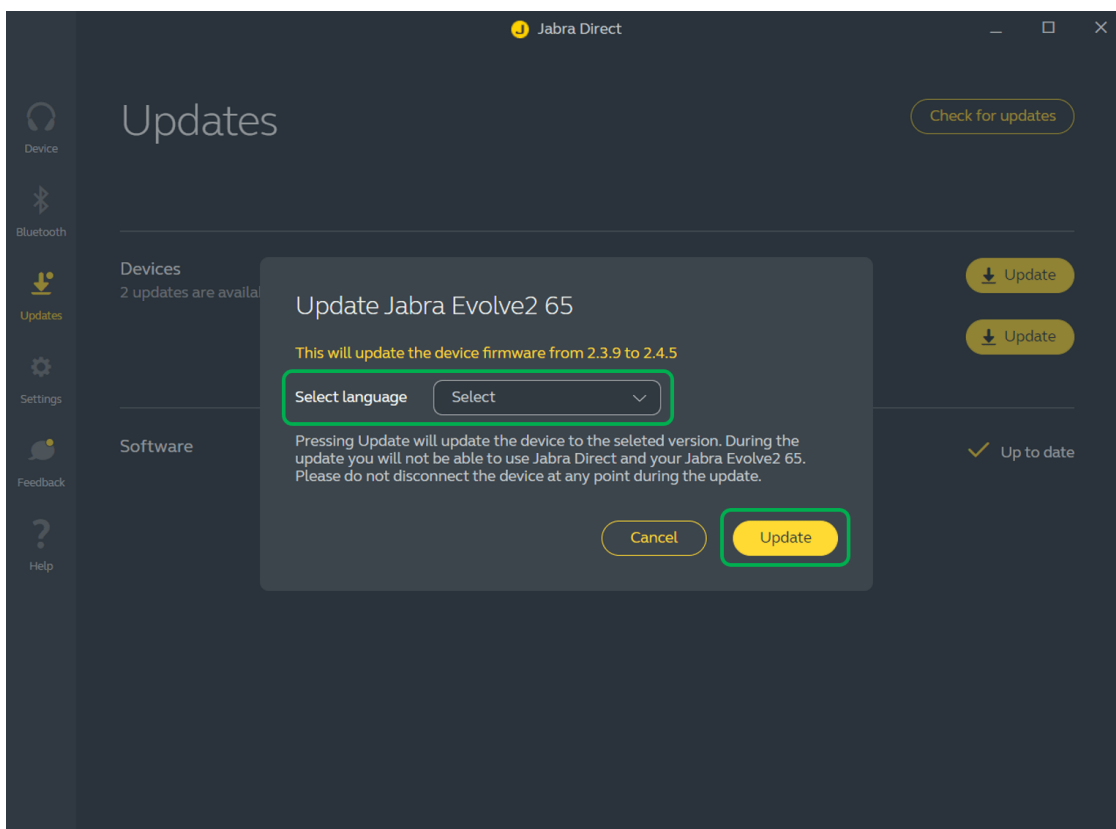 Jabra Direct
Updates
Check for updates
Device
Bluetooth
Updates
Settings
Feedback
Help
Devices
2 updates are availa
Update
Update
Update Jabra Evolve2 65
This will update the device firmware from 2.3.9 to 2.4.5
Select language
Select
Pressing Update will update the device to the seleted version. During the
update you will not be able to use Jabra Direct and your Jabra Evolve2 65.
Please do not disconnect the device at any point during the update.
Cancel
Update
Software
Up to date